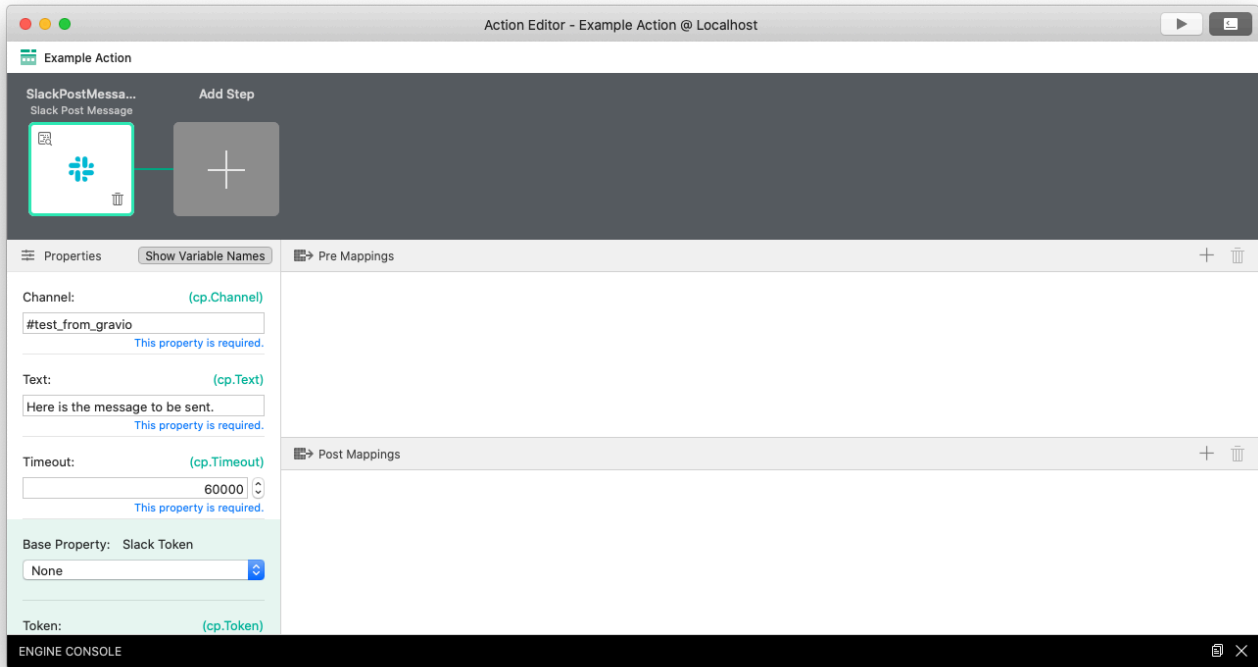 Action Editor - Example Action @ Localhost
Example Action
SlackPostMessa...
Slack Post Message
Add Step
Properties
Show Variable Names
Pre Mappings
Channel:
(cp.Channel)
#test_from_gravio
This property is required.
Text:
(cp.Text)
Here is the message to be sent.
This property is required.
Post Mappings
Timeout:
(cp.Timeout)
60000
This property is required.
Base Property: Slack Token
None
Token:
(cp.Token)
ENGINE CONSOLE